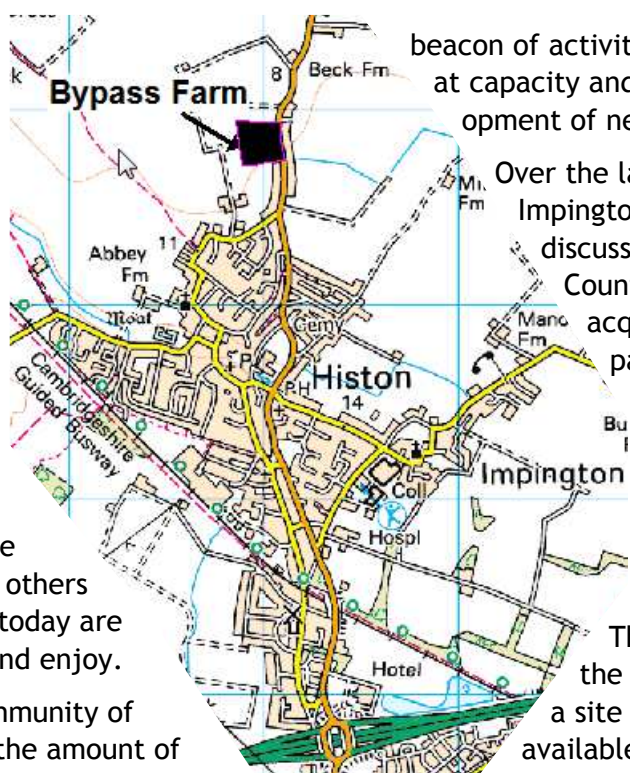 beacon of activit
8
Beck Fm
at capacity and
k
Bypass Farm
opment of ne
Over the la
Fm
Impingto
discuss
11
Abbey
Fm
Coun
Moat
Cemy
acq
Fm
pa
P
PH
Histon
14
Cambridgeshire
Guided Busway
Bu
Impington
Coll
Hospl
e
others
today are
nd enjoy.
Th
Hotel
the
nmunity of
a site
the amount of
available